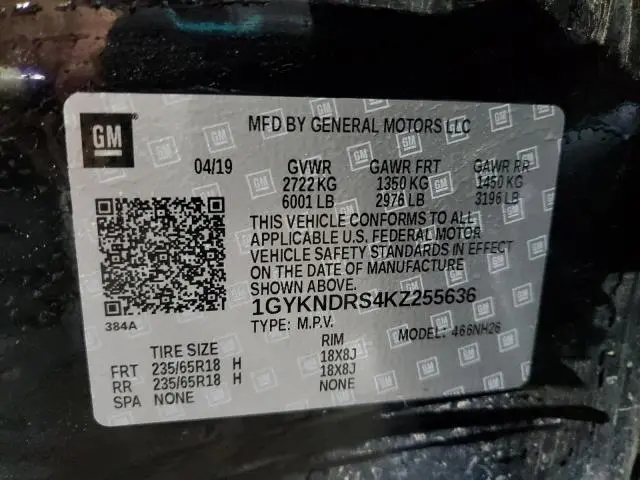 GM
MFD BY GENERAL MOTORS LLC
04/19 GVWR GAWR FRT GAWR RR
2722 KG 1350 KG 1450 KG
6001 LB 2976 LB 3196 LB
THIS VEHICLE CONFORMS TO ALL
APPLICABLE U.S. FEDERAL MOTOR
VEHICLE SAFETY STANDARDS IN EFFECT
ON THE DATE OF MANUFACTURE
SHOWN ABOVE.
384A
1GYKNDRS4KZ255636
TYPE: M.P.V. MODEL: 466NH26
TIRE SIZE RIM
FRT 235/65R18 H 18X8J
RR 235/65R18 H 18X8J
SPA NONE NONE